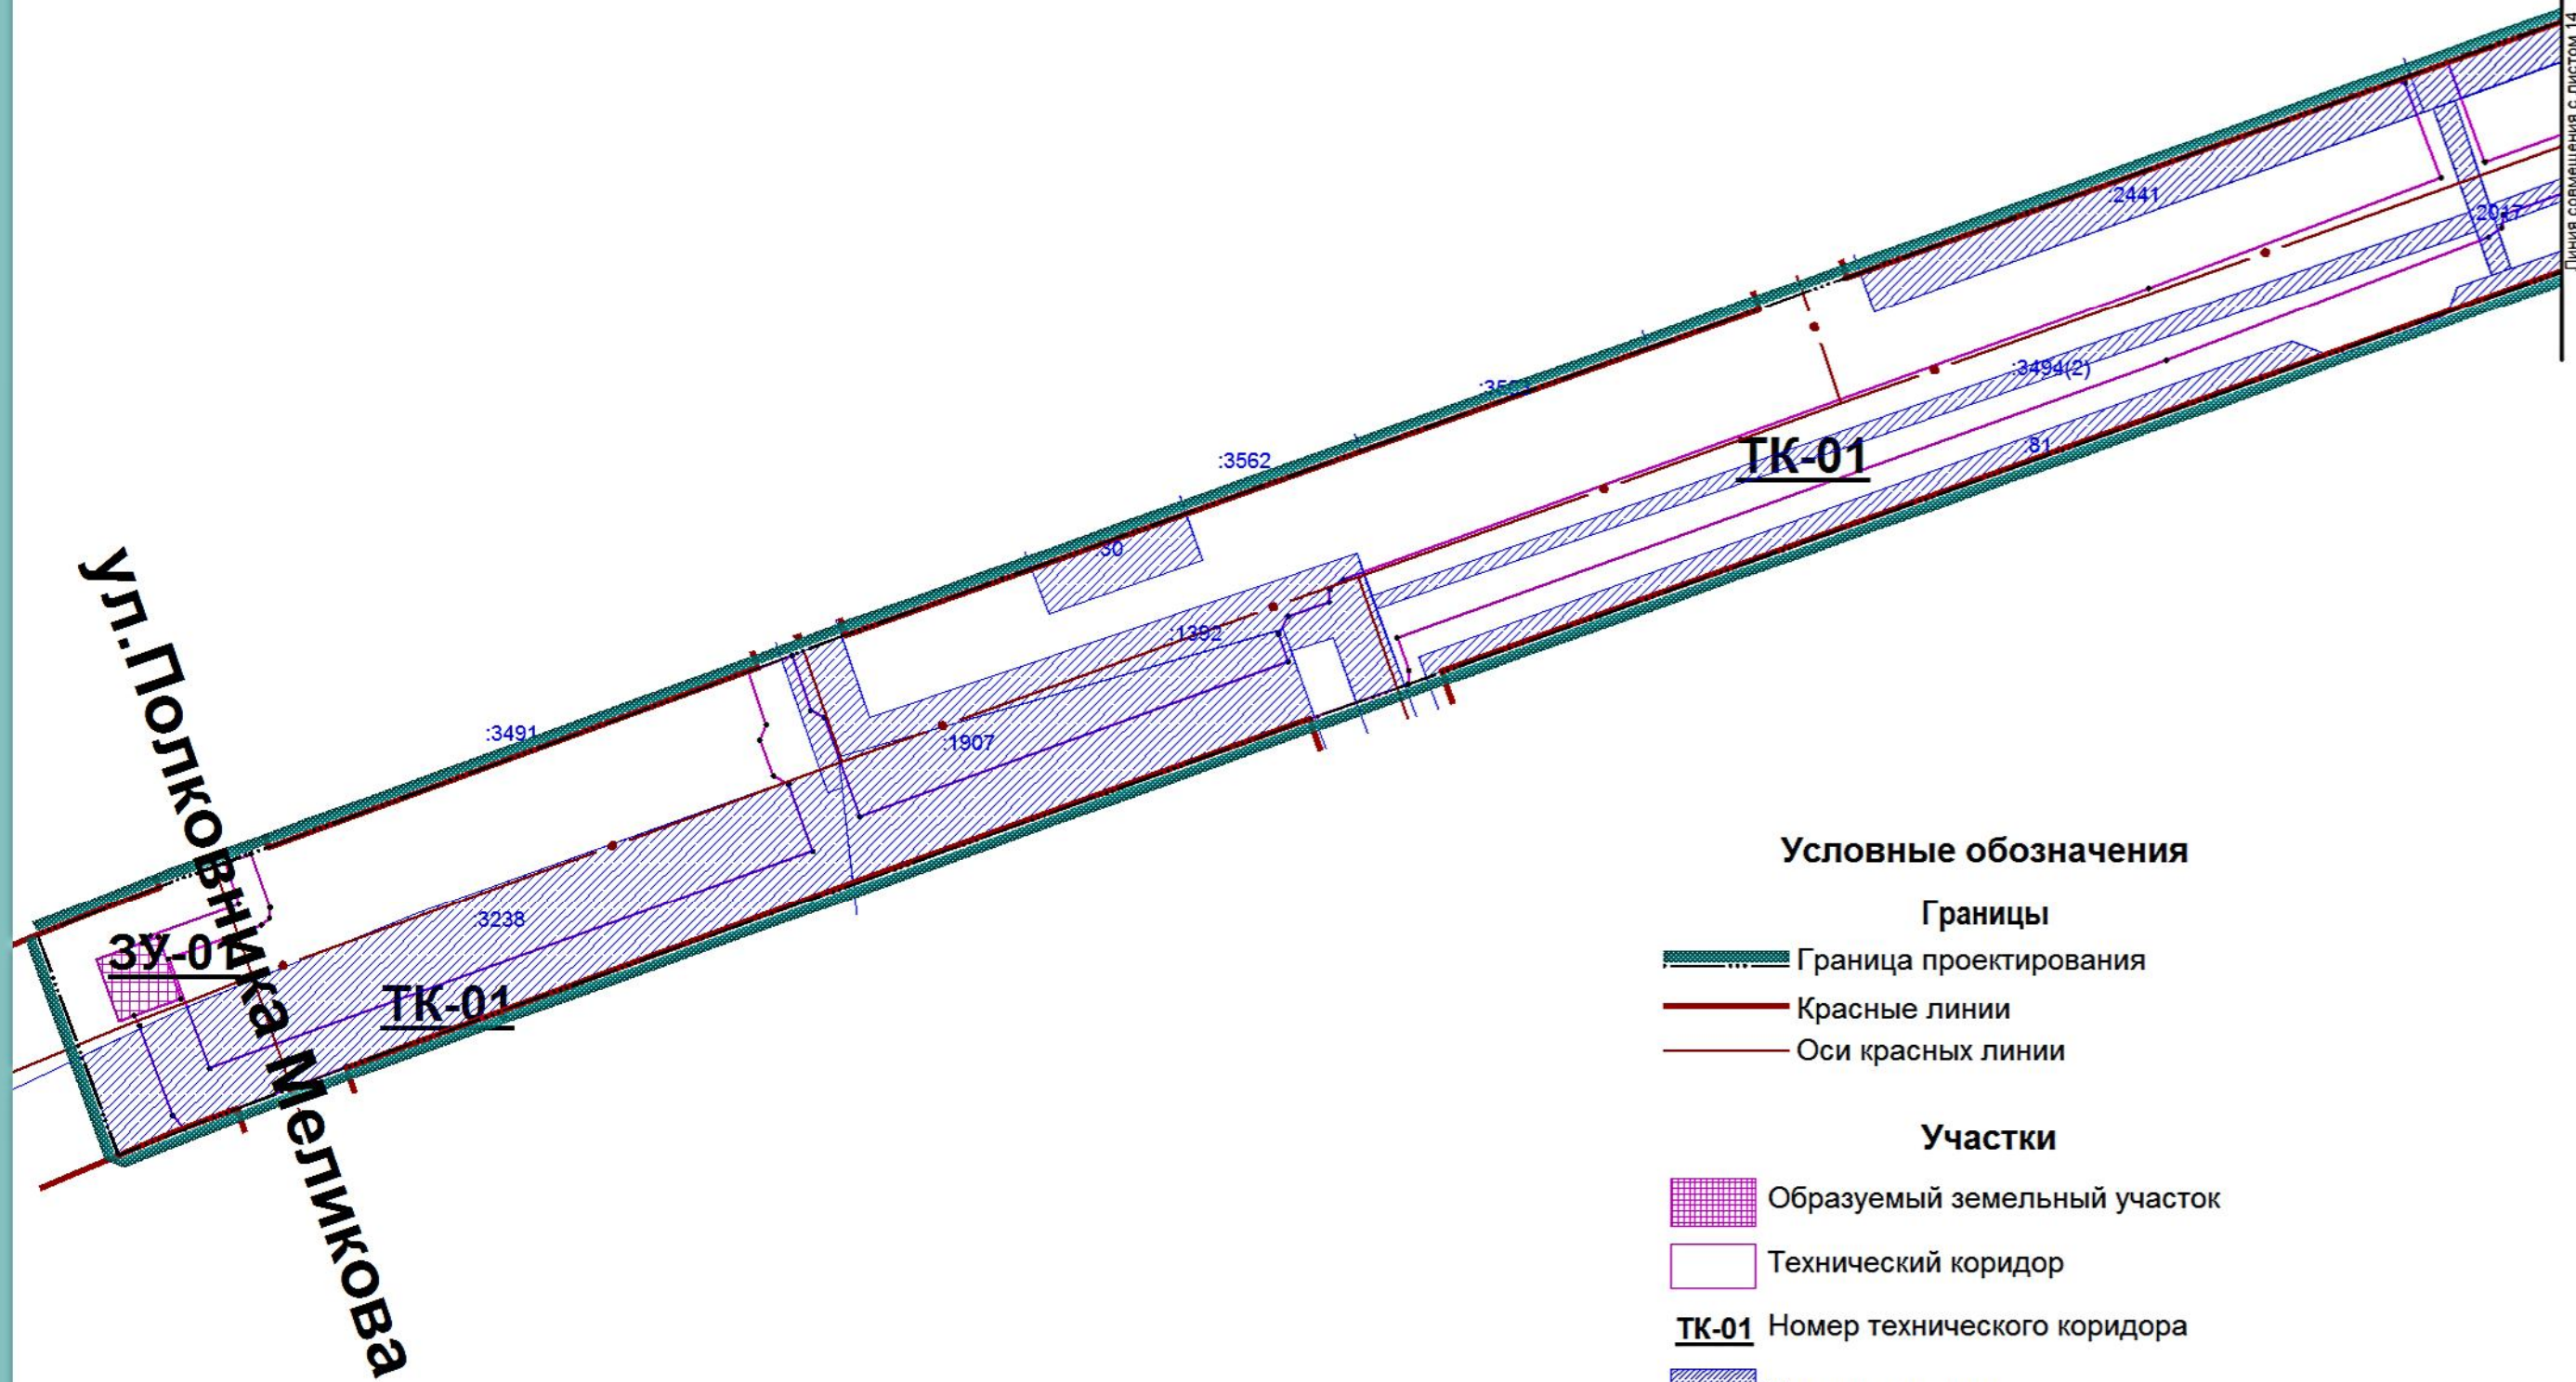 Линия совмещения с листом 14
:2441
:2017
:3494(2)
:81
ТК-01
:3562
:30
:1392
:1907
:3491
ул.Полковника Меликова
ЗУ-01
:3238
ТК-01
Условные обозначения
Границы
Граница проектирования
Красные линии
Оси красных линии
Участки
Образуемый земельный участок
Технический коридор
ТК-01 Номер технического коридора